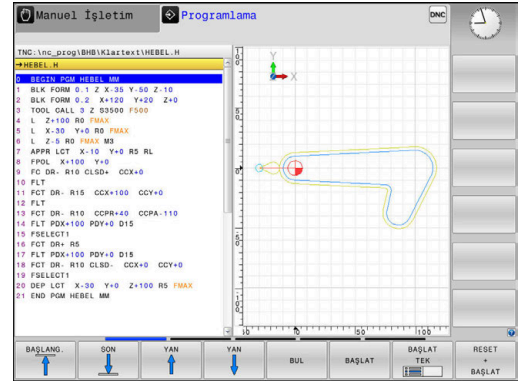 Manuel İşletim
Programlama
DNC
TNC:\nc_prog\BHB\Klartext\HEBEL.H
→HEBEL.H
0 BEGIN PGM HEBEL MM
1 BLK FORM 0.1 Z X-35 Y-50 Z-10
2 BLK FORM 0.2 X+120 Y+20 Z+0
3 TOOL CALL 3 Z S3500 F500
4 L Z+100 R0 FMAX
5 L X-30 Y+0 R0 FMAX
6 L Z-5 R0 FMAX M3
7 APPR LCT X-10 Y+0 R5 RL
8 FPOL X+100 Y+0
9 FC DR- R10 CLSD+ CCX+0
10 FLT
11 FCT DR- R15 CCX+100 CCY+0
12 FLT
13 FCT DR- R10 CCPR+40 CCPA-110
14 FLT PDX+100 PDY+0 D15
15 FSELECT1
16 FCT DR+ R5
17 FLT PDX+100 PDY+0 D15
18 FCT DR- R10 CLSD- CCX+0 CCY+0
19 FSELECT1
20 DEP LCT X-30 Y+0 Z+100 R5 FMAX
21 END PGM HEBEL MM
Y
X
0
50
100
BAŞLANG.
SON
YAN
YAN
BUL
BAŞLAT
BAŞLAT
TEK
RESET
+
BAŞLAT